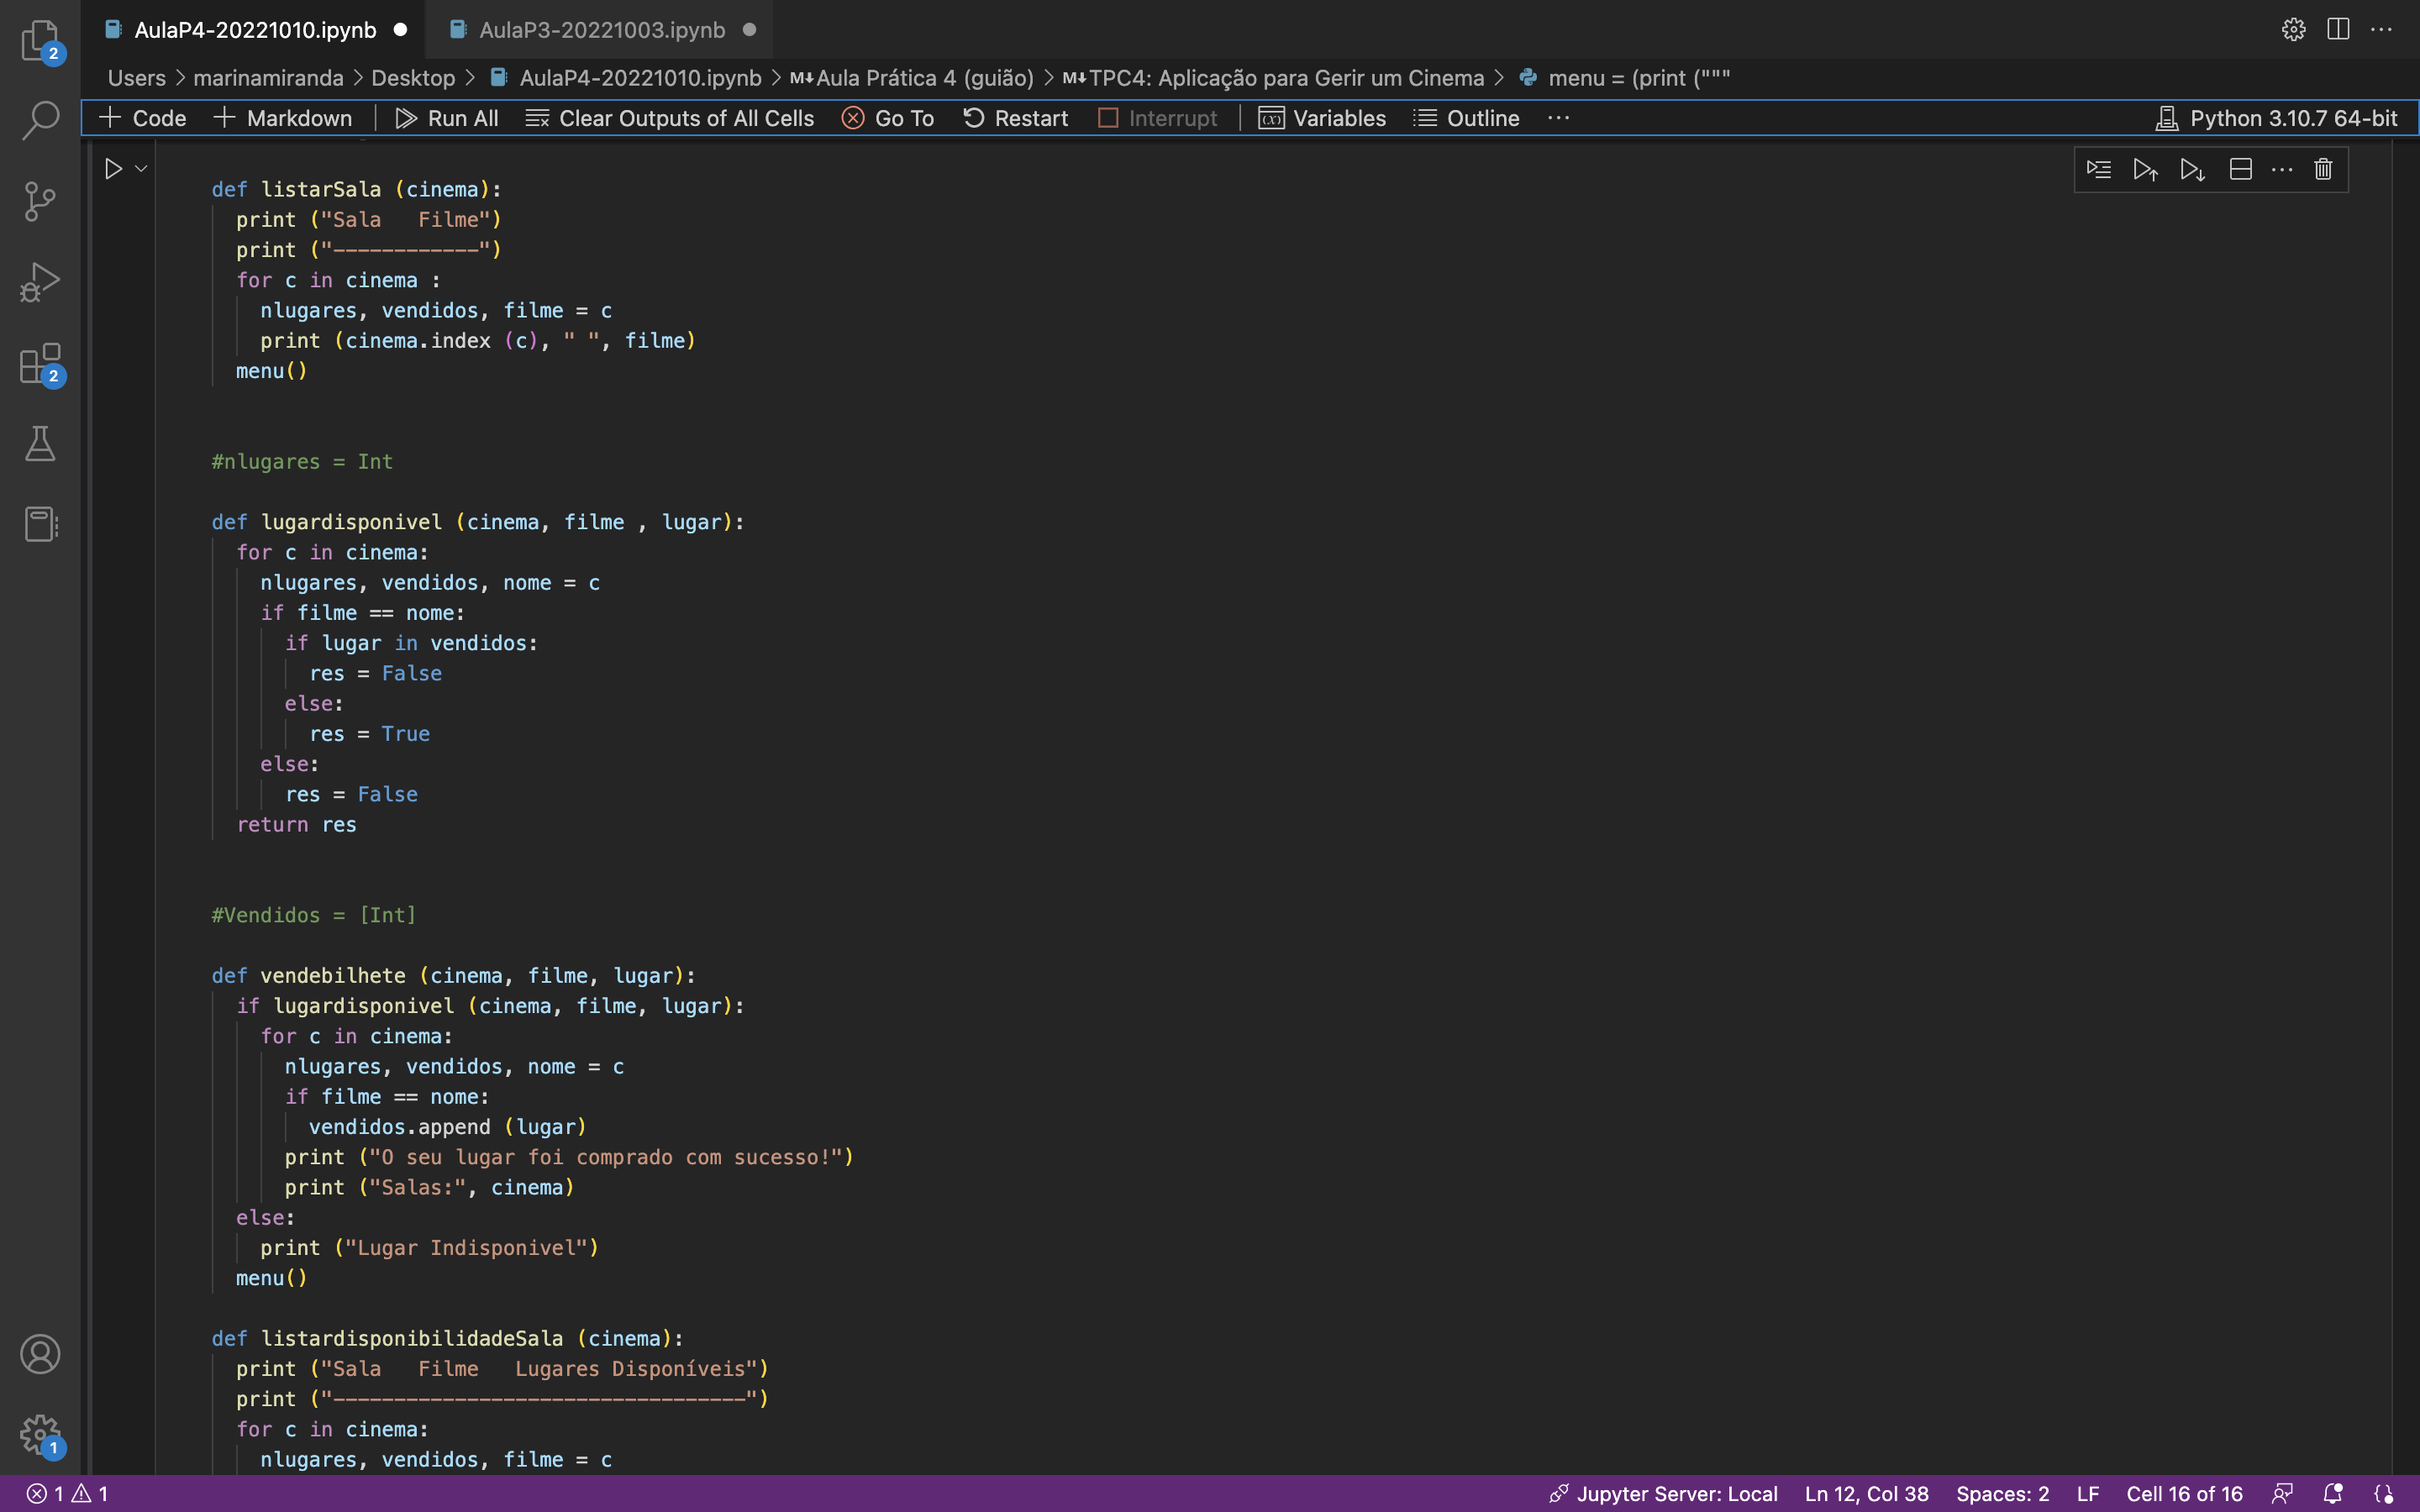 AulaP4-20221010.ipynb
AulaP3-20221003.ipynb
Users > marinamiranda > Desktop > AulaP4-20221010.ipynb > M↓Aula Prática 4 (guião) > M↓TPC4: Aplicação para Gerir um Cinema > menu = (print ("""
+ Code + Markdown Run All Clear Outputs of All Cells Go To Restart Interrupt Variables Outline ··· Python 3.10.7 64-bit
def listarSala (cinema):
  print ("Sala   Filme")
  print ("------------")
  for c in cinema :
    nlugares, vendidos, filme = c
    print (cinema.index (c), " ", filme)
  menu()
#nlugares = Int
def lugardisponivel (cinema, filme , lugar):
  for c in cinema:
    nlugares, vendidos, nome = c
    if filme == nome:
      if lugar in vendidos:
        res = False
      else:
        res = True
    else:
      res = False
  return res
#Vendidos = [Int]
def vendebilhete (cinema, filme, lugar):
  if lugardisponivel (cinema, filme, lugar):
    for c in cinema:
      nlugares, vendidos, nome = c
      if filme == nome:
        vendidos.append (lugar)
      print ("O seu lugar foi comprado com sucesso!")
      print ("Salas:", cinema)
  else:
    print ("Lugar Indisponivel")
  menu()
def listardisponibilidadeSala (cinema):
  print ("Sala   Filme   Lugares Disponíveis")
  print ("----------------------------------")
  for c in cinema:
    nlugares, vendidos, filme = c
2
2
1
1 1 Jupyter Server: Local Ln 12, Col 38 Spaces: 2 LF Cell 16 of 16